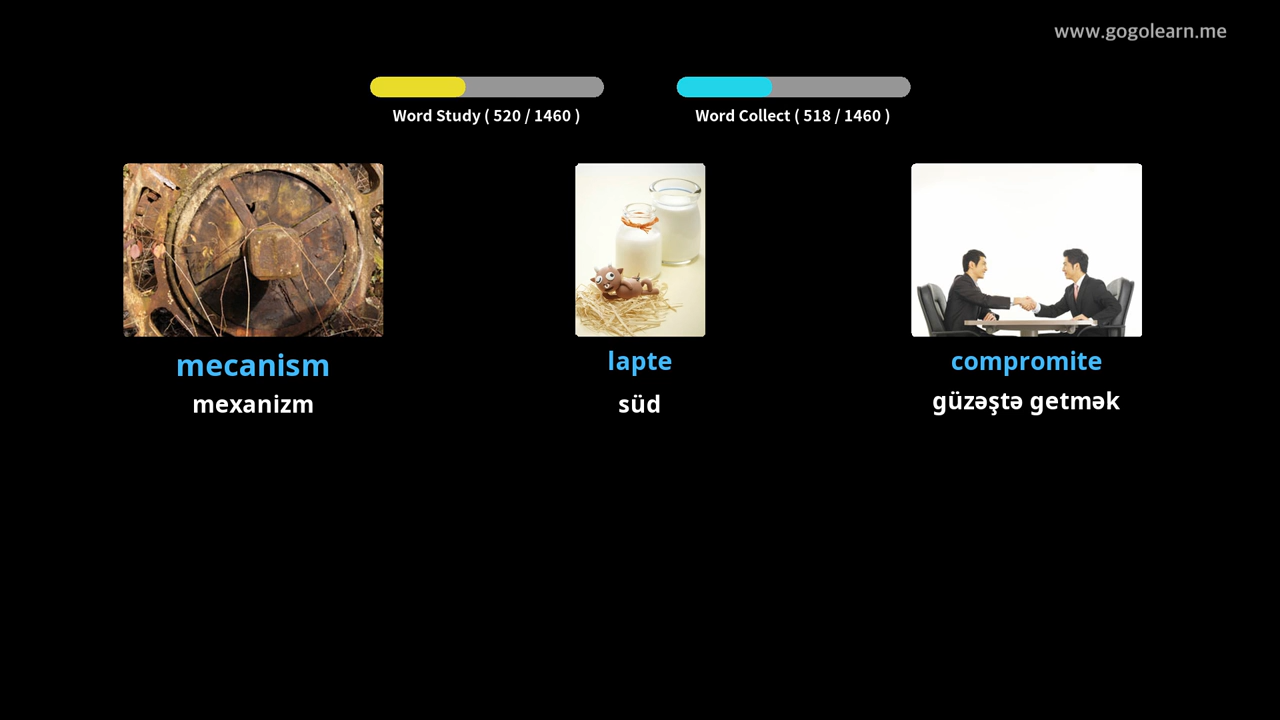 www.gogolearn.me
Word Study ( 520 / 1460 )
Word Collect ( 518 / 1460 )
mecanism
mexanizm
lapte
süd
compromite
güzəştə getmək